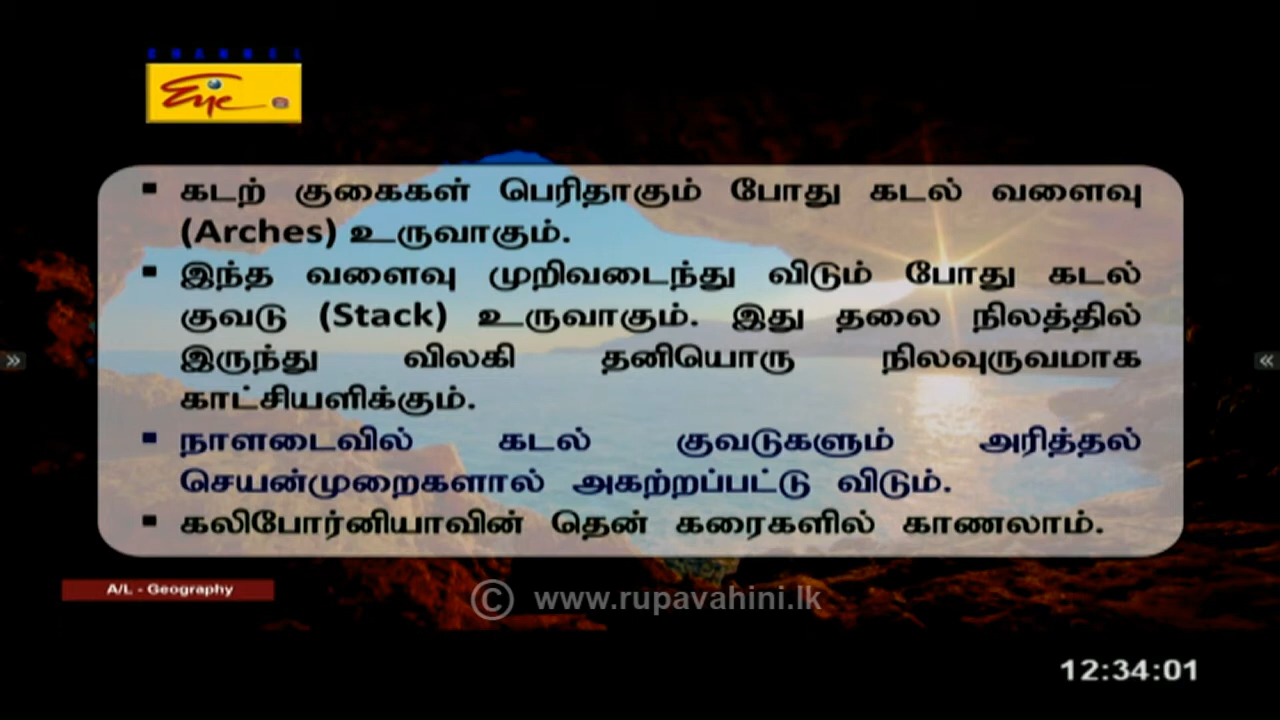 CHANNEL
Eye
கடற் குகைகள் பெரிதாகும் போது கடல் வளைவு
(Arches) உருவாகும்.
இந்த வளைவு முறிவடைந்து விடும் போது கடல்
குவடு (Stack) உருவாகும். இது தலை நிலத்தில்
இருந்து விலகி தனியொரு நிலவுருவமாக
காட்சியளிக்கும்.
நாளடைவில் கடல் குவடுகளும் அரித்தல்
செயன்முறைகளால் அகற்றப்பட்டு விடும்.
கலிபோர்னியாவின் தென் கரைகளில் காணலாம்.
A/L - Geography
© www.rupavahini.lk
12:34:01